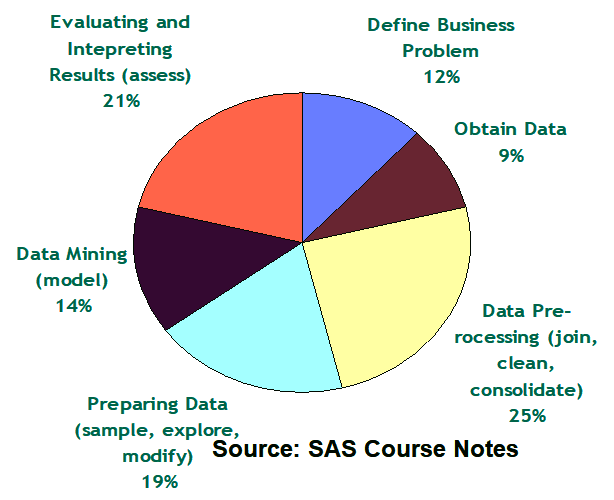 Evaluating and
Intepreting
Results (assess)
21%
Define Business
Problem
12%
Obtain Data
9%
Data Mining
(model)
14%
Data Pre-
rocessing (join,
clean,
consolidate)
25%
Preparing Data
(sample, explore,
modify)
19%
Source: SAS Course Notes